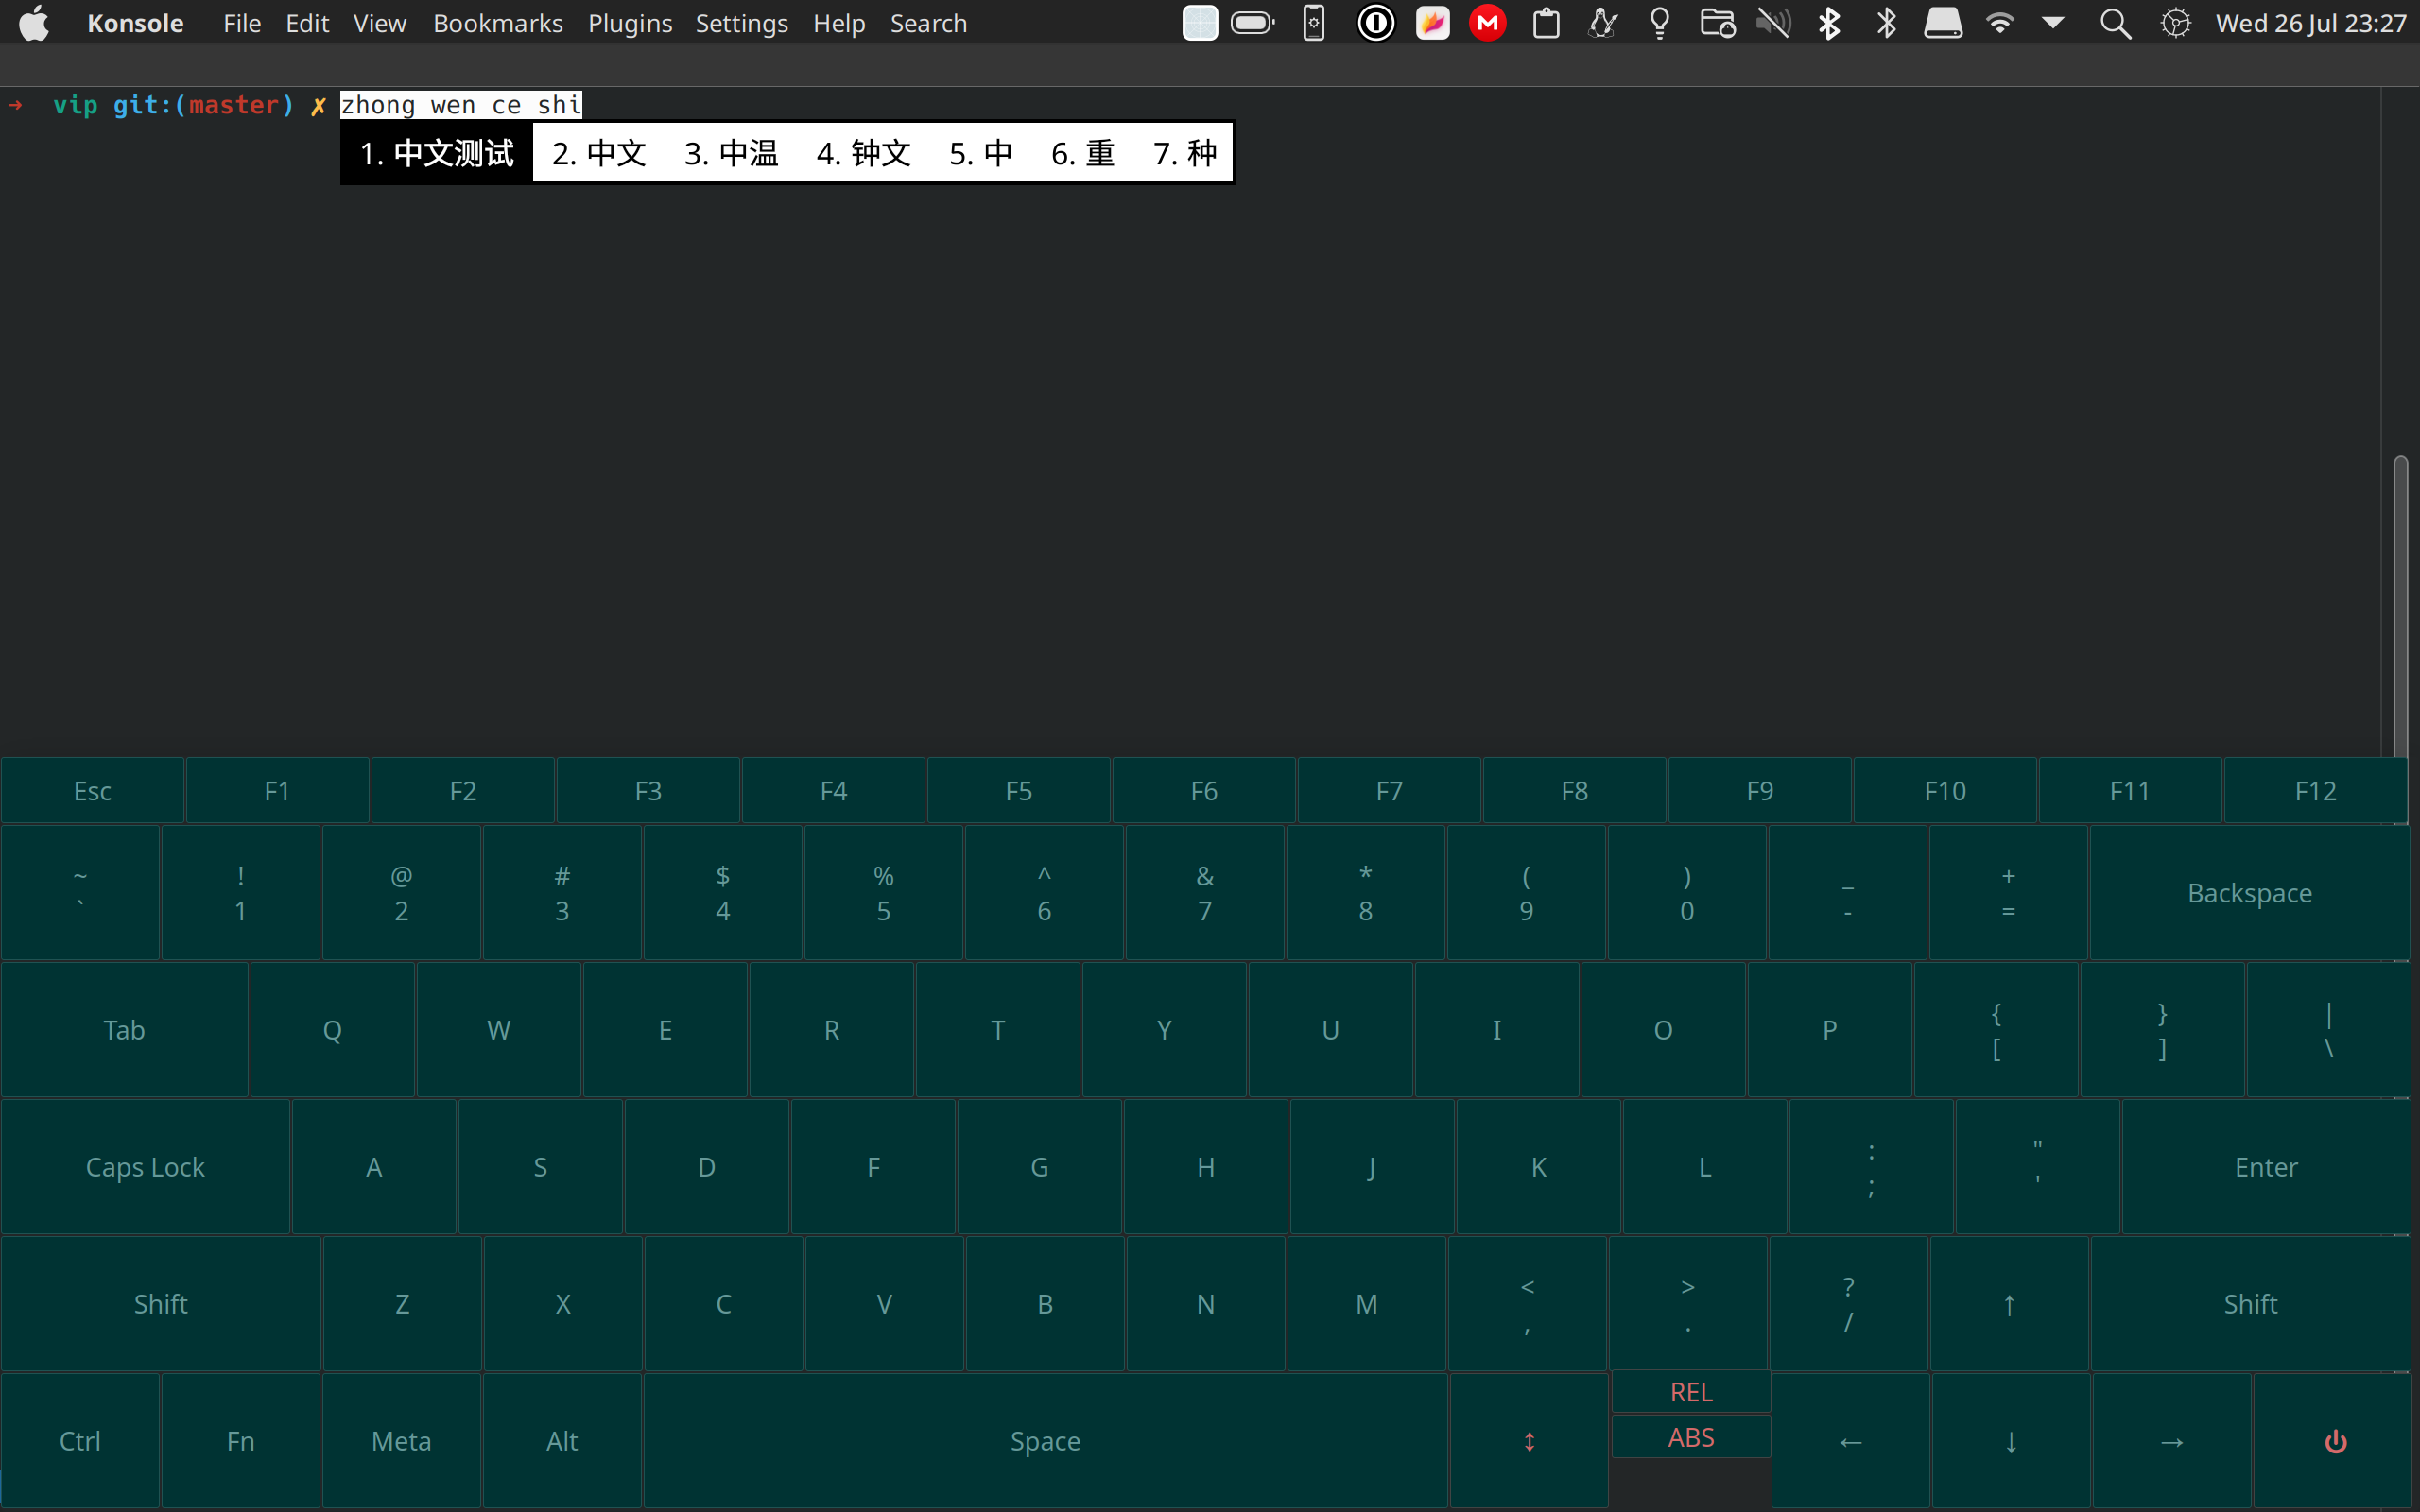 Konsole File Edit View Bookmarks Plugins Settings Help Search Wed 26 Jul 23:27
→ vip git:(master) ✗ zhong wen ce shi
1. 中文测试 2. 中文 3. 中温 4. 钟文 5. 中 6. 重 7. 种
Esc F1 F2 F3 F4 F5 F6 F7 F8 F9 F10 F11 F12
~ ! @ # $ % ^ & * ( ) _ +
` 1 2 3 4 5 6 7 8 9 0 - = Backspace
Tab Q W E R T Y U I O P { } |
[ ] \
Caps Lock A S D F G H J K L : " Enter
; '
Shift Z X C V B N M < > ? ↑ Shift
, . /
REL
Ctrl Fn Meta Alt Space ↕ ABS ← ↓ →